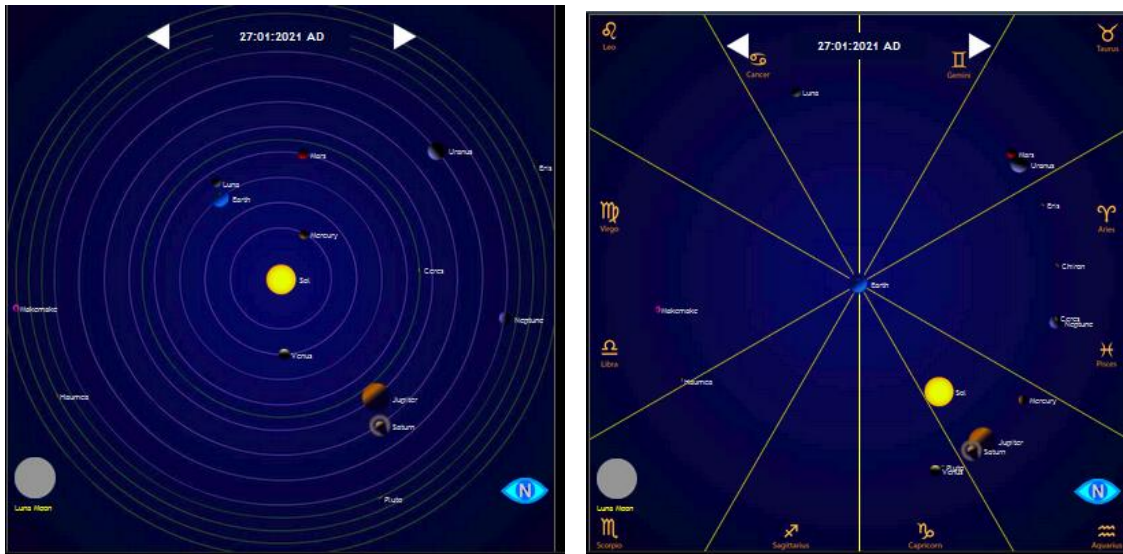 27:01:2021 AD
Mars
Uranus
Eris
Luna
Earth
Mercury
Sol
Ceres
Makemake
Neptune
Venus
Haumea
Jupiter
Saturn
Luna Moon
N
Pluto
27:01:2021 AD
Leo
Taurus
Cancer
Gemini
Luna
Mars
Uranus
Virgo
Eris
Aries
Chiron
Earth
Makemake
Ceres
Neptune
Libra
Pisces
Haumea
Sol
Mercury
Jupiter
Saturn
Pluto
Venus
Luna Moon
N
Scorpio
Sagittarius
Capricorn
Aquarius